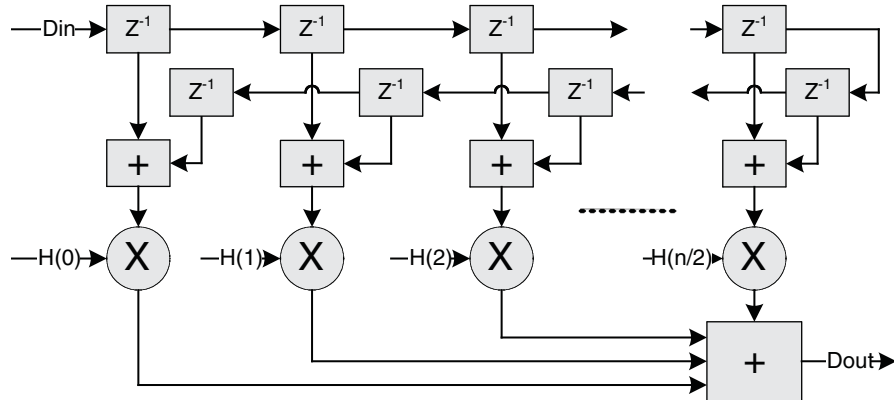 Din Z-1 Z-1 Z-1 Z-1
Z-1 Z-1 Z-1 Z-1
+ + + +
H(0) X H(1) X H(2) X H(n/2) X
+ Dout